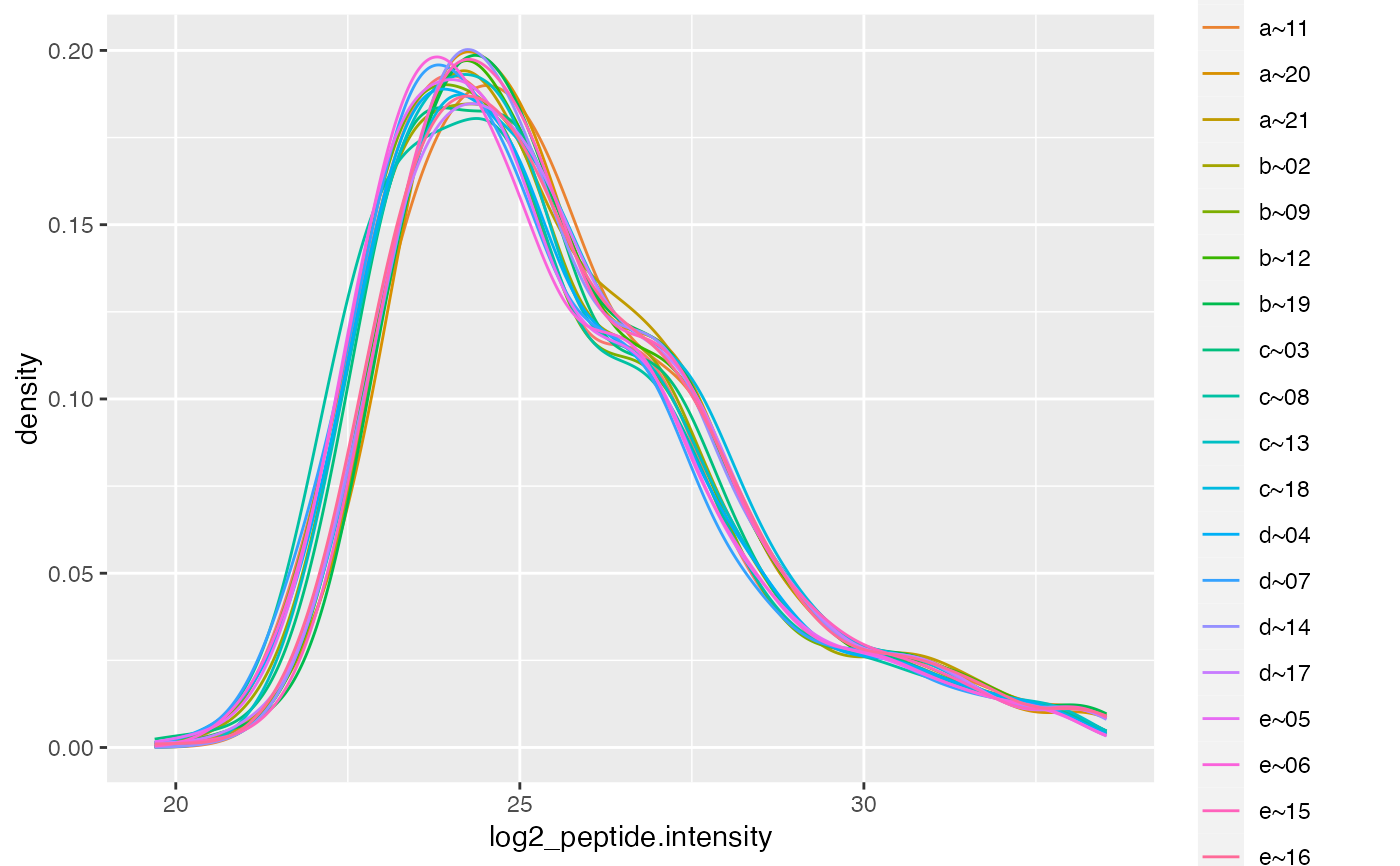 density
0.20
0.15
0.10
0.05
0.00
20 25 30
log2_peptide.intensity
a~11
a~20
a~21
b~02
b~09
b~12
b~19
c~03
c~08
c~13
c~18
d~04
d~07
d~14
d~17
e~05
e~06
e~15
e~16